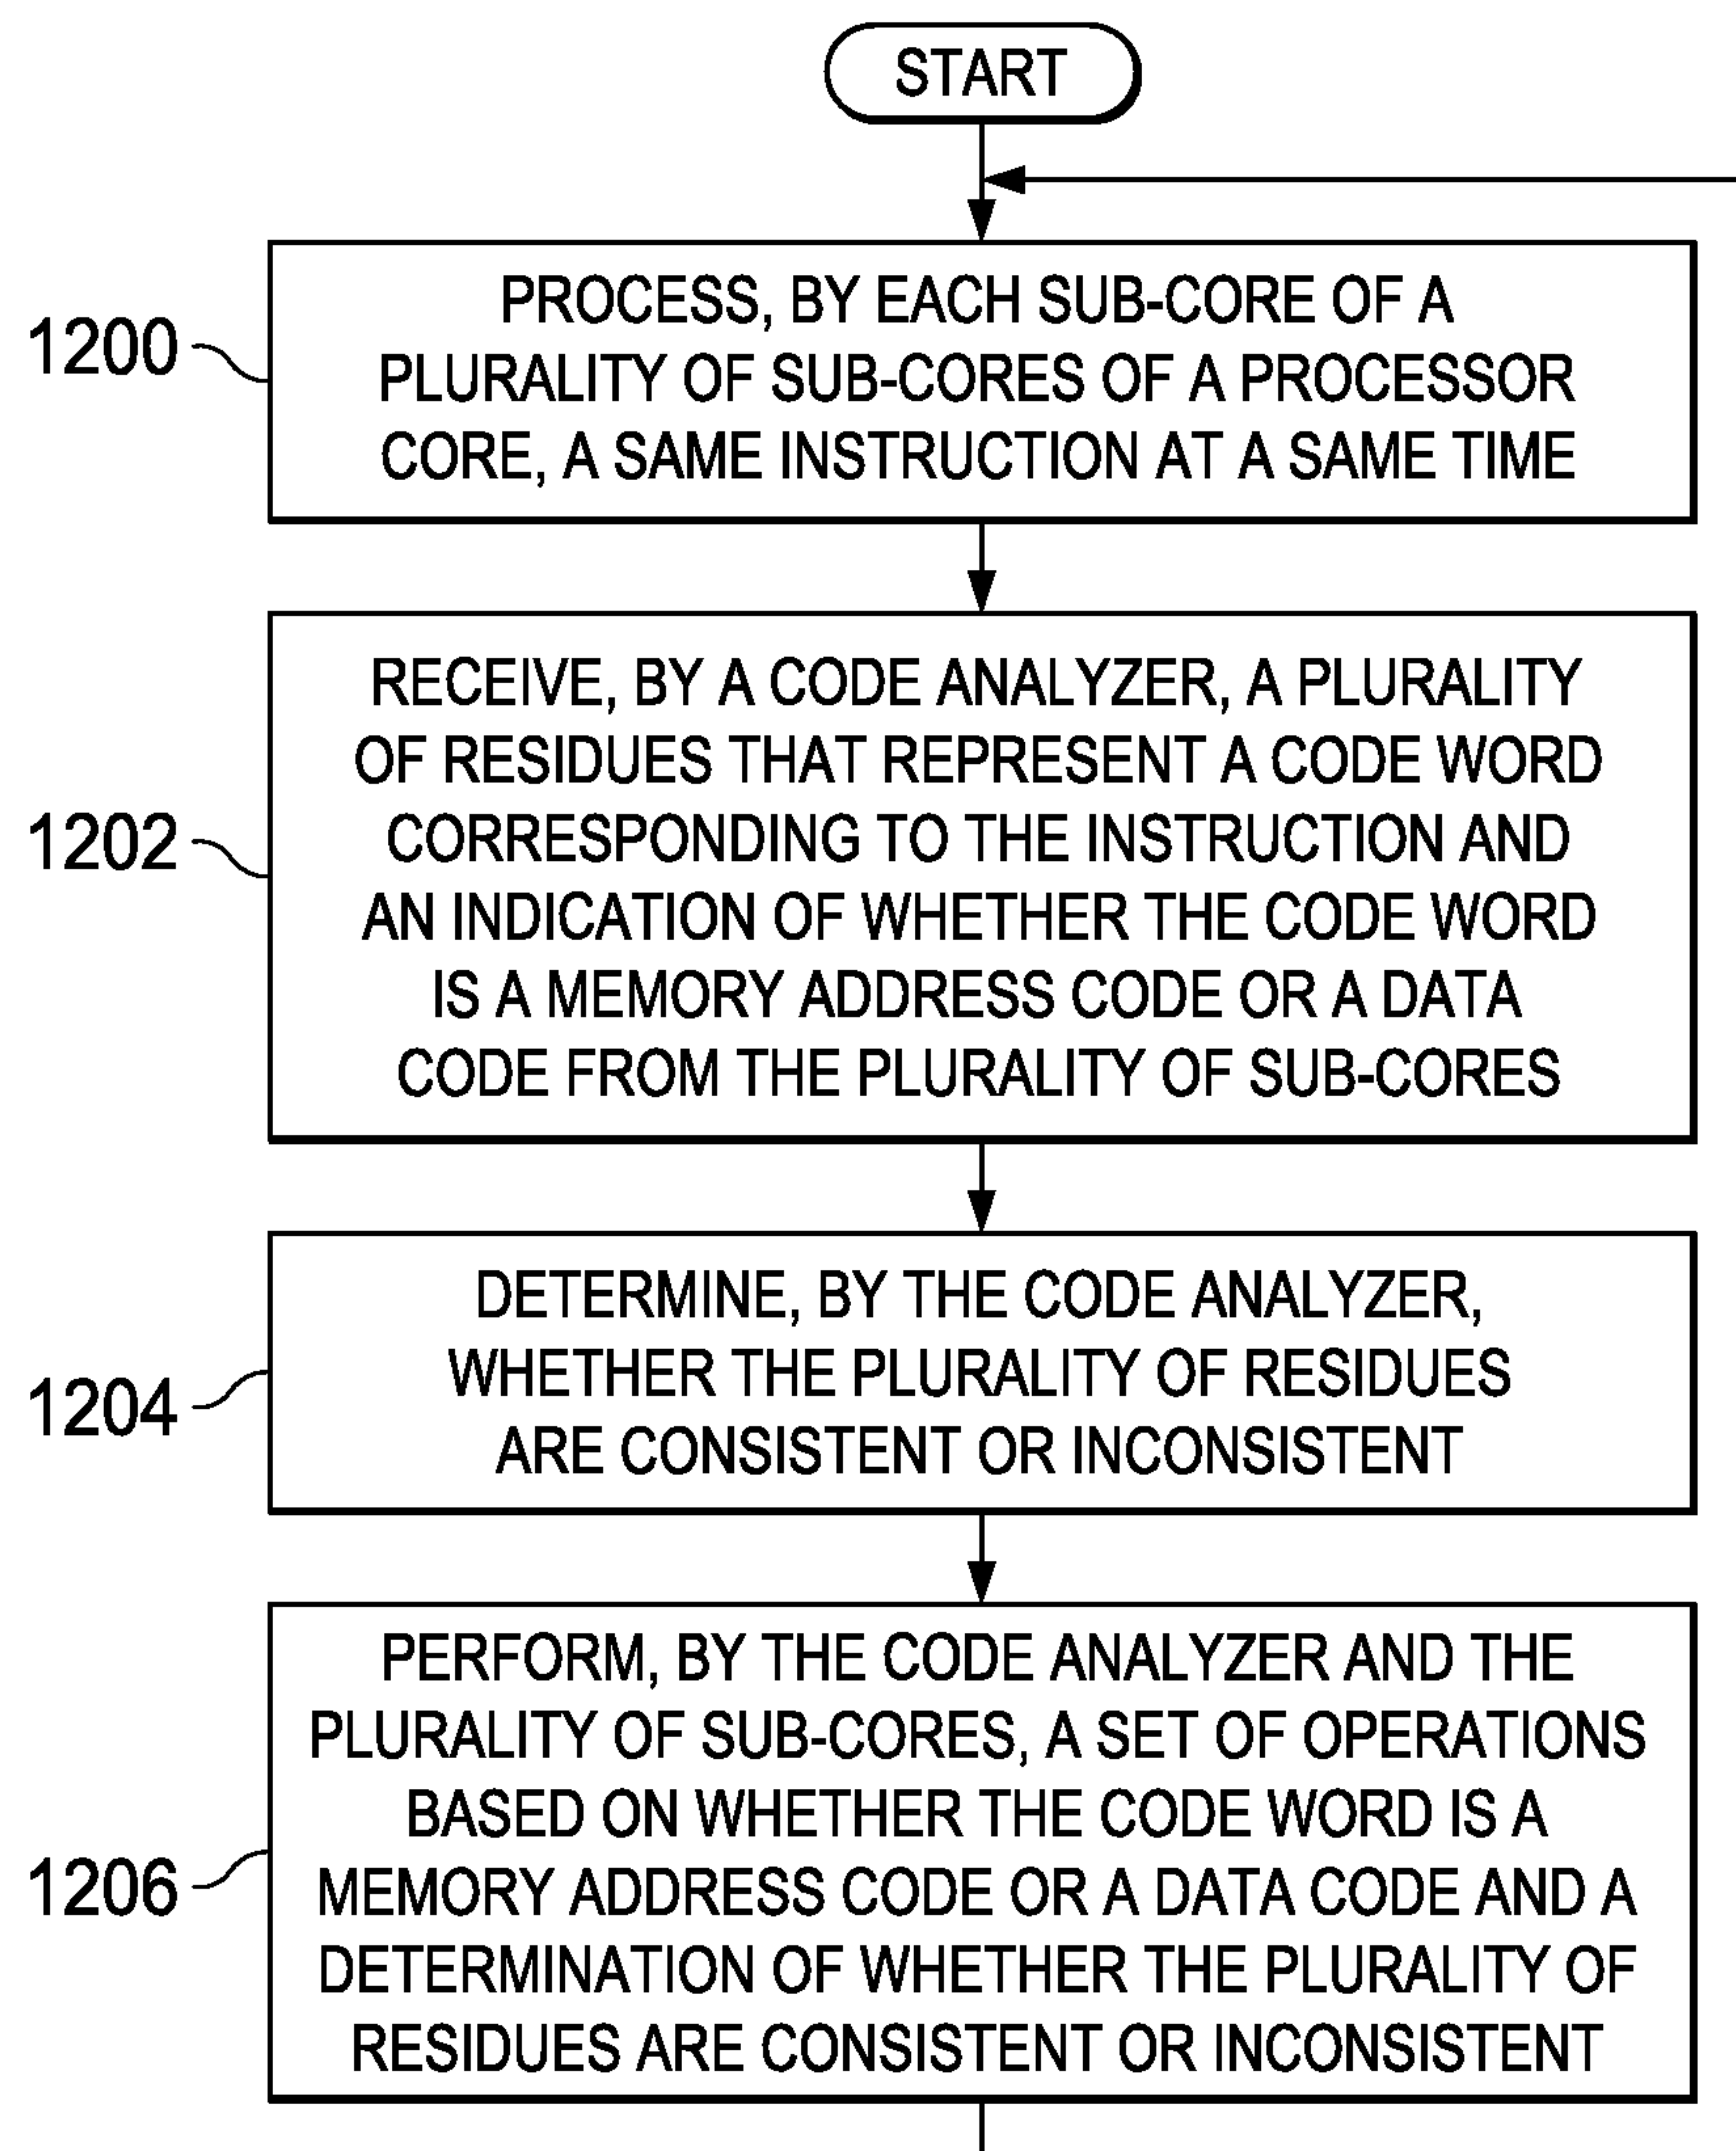 START
1200
PROCESS, BY EACH SUB-CORE OF A
PLURALITY OF SUB-CORES OF A PROCESSOR
CORE, A SAME INSTRUCTION AT A SAME TIME
1202
RECEIVE, BY A CODE ANALYZER, A PLURALITY
OF RESIDUES THAT REPRESENT A CODE WORD
CORRESPONDING TO THE INSTRUCTION AND
AN INDICATION OF WHETHER THE CODE WORD
IS A MEMORY ADDRESS CODE OR A DATA
CODE FROM THE PLURALITY OF SUB-CORES
1204
DETERMINE, BY THE CODE ANALYZER,
WHETHER THE PLURALITY OF RESIDUES
ARE CONSISTENT OR INCONSISTENT
1206
PERFORM, BY THE CODE ANALYZER AND THE
PLURALITY OF SUB-CORES, A SET OF OPERATIONS
BASED ON WHETHER THE CODE WORD IS A
MEMORY ADDRESS CODE OR A DATA CODE AND A
DETERMINATION OF WHETHER THE PLURALITY OF
RESIDUES ARE CONSISTENT OR INCONSISTENT